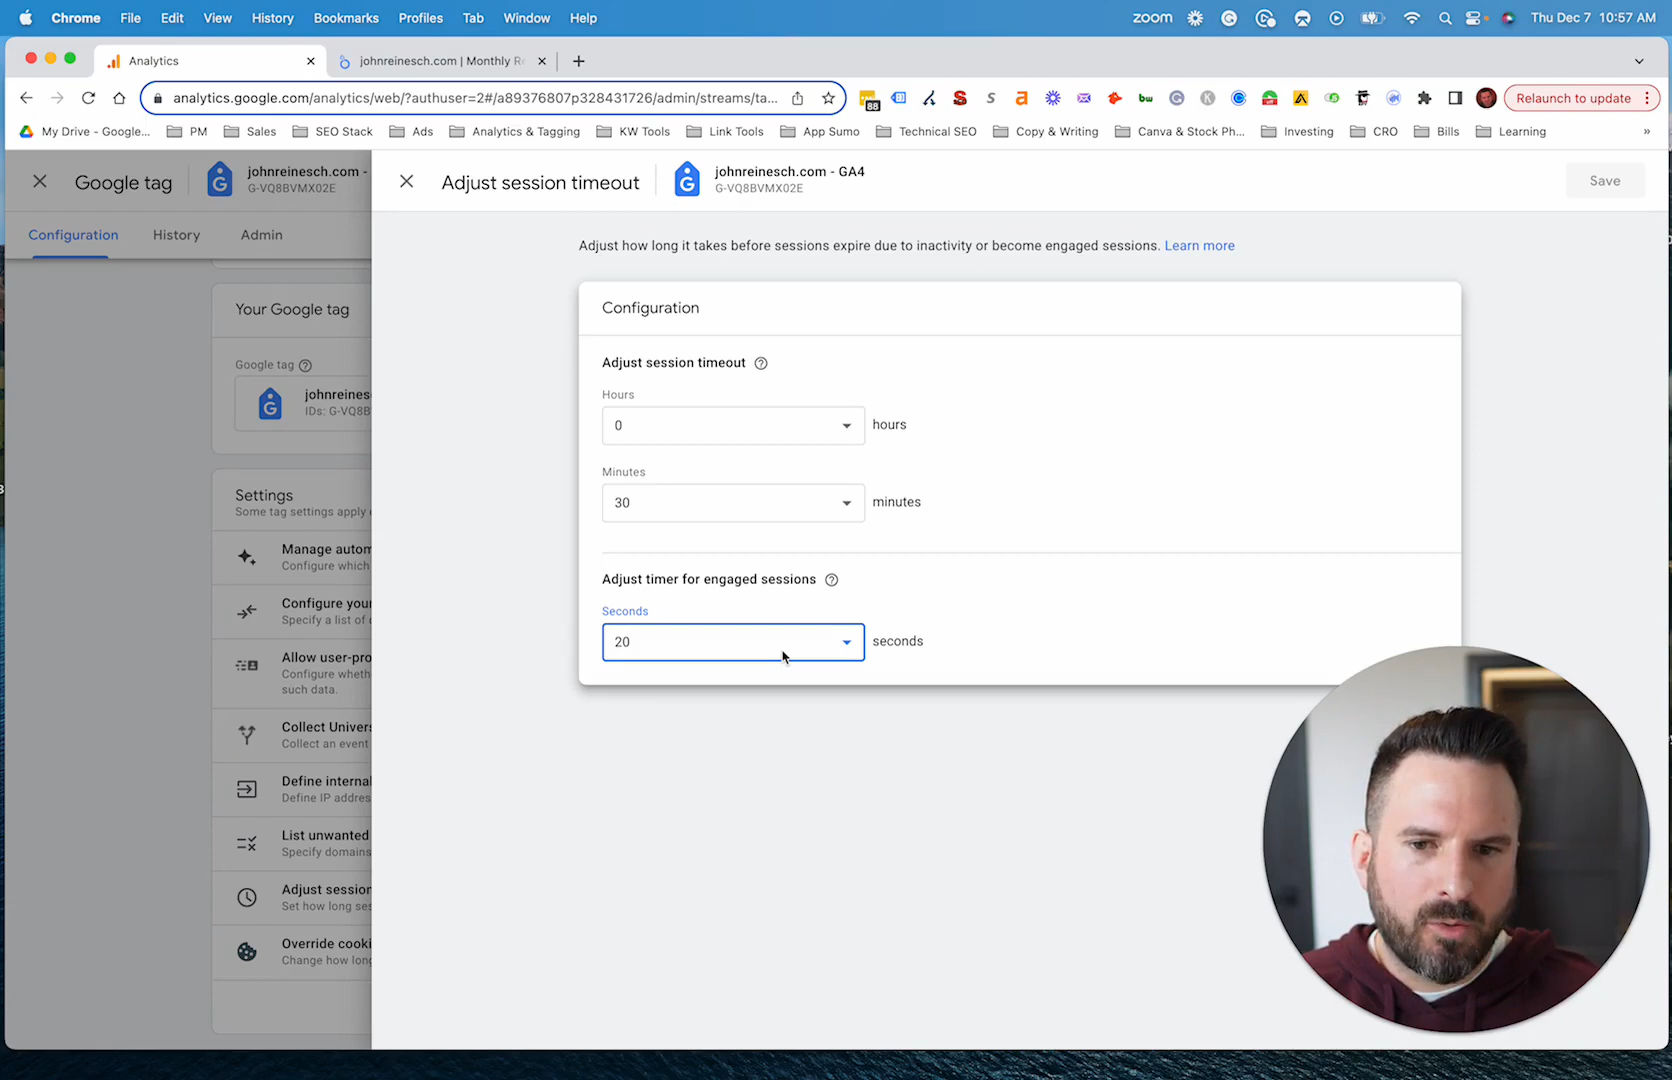 Chrome File Edit View History Bookmarks Profiles Tab Window Help zoom Thu Dec 7 10:57 AM
Analytics johnreinesch.com | Monthly Re
analytics.google.com/analytics/web/?authuser=2#/a89376807p328431726/admin/streams/ta... 88 Relaunch to update
My Drive - Google... PM Sales SEO Stack Ads Analytics & Tagging KW Tools Link Tools App Sumo Technical SEO Copy & Writing Canva & Stock Ph... Investing CRO Bills Learning »
Google tag
johnreinesch.com -
G-VQ8BVMX02E
Configuration History Admin
Your Google tag
Google tag
johnreines
IDs: G-VQ8B
Settings
Some tag settings apply
Manage autom
Configure which
Configure your
Specify a list of
Allow user-pro
Configure wheth
such data.
Collect Univers
Collect an event
Define internal
Define IP addres
List unwanted
Specify domains
Adjust session
Set how long ses
Override cooki
Change how long
Adjust session timeout
johnreinesch.com - GA4
G-VQ8BVMX02E
Save
Adjust how long it takes before sessions expire due to inactivity or become engaged sessions. Learn more
Configuration
Adjust session timeout
Hours
0 hours
Minutes
30 minutes
Adjust timer for engaged sessions
Seconds
20 seconds